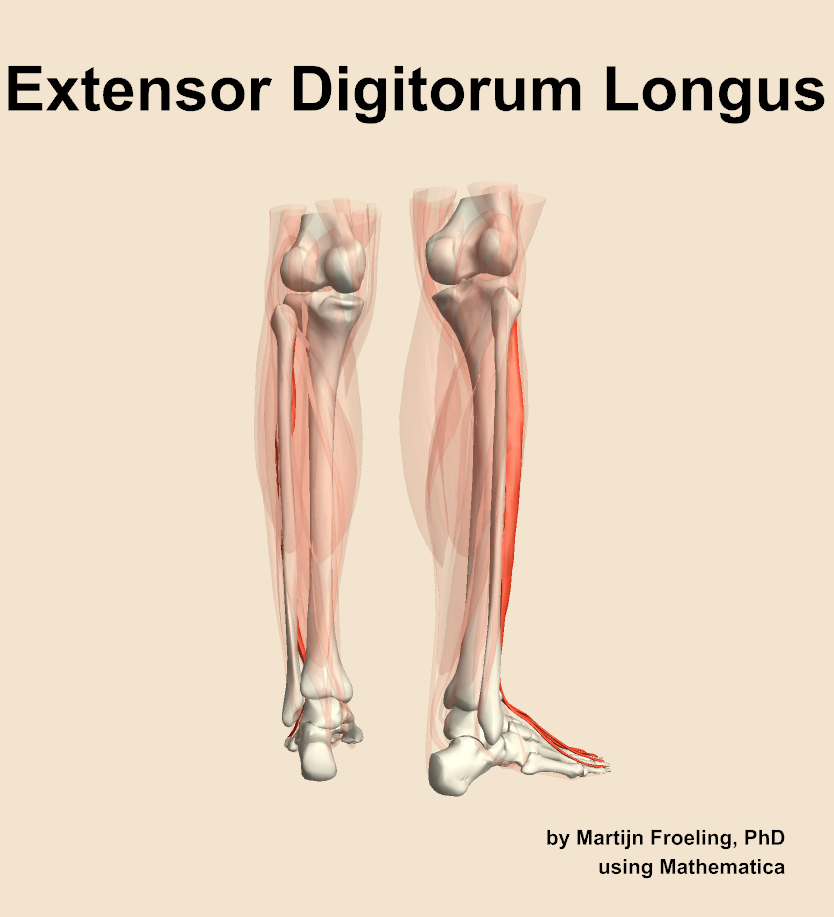 Extensor Digitorum Longus
by Martijn Froeling, PhD
using Mathematica